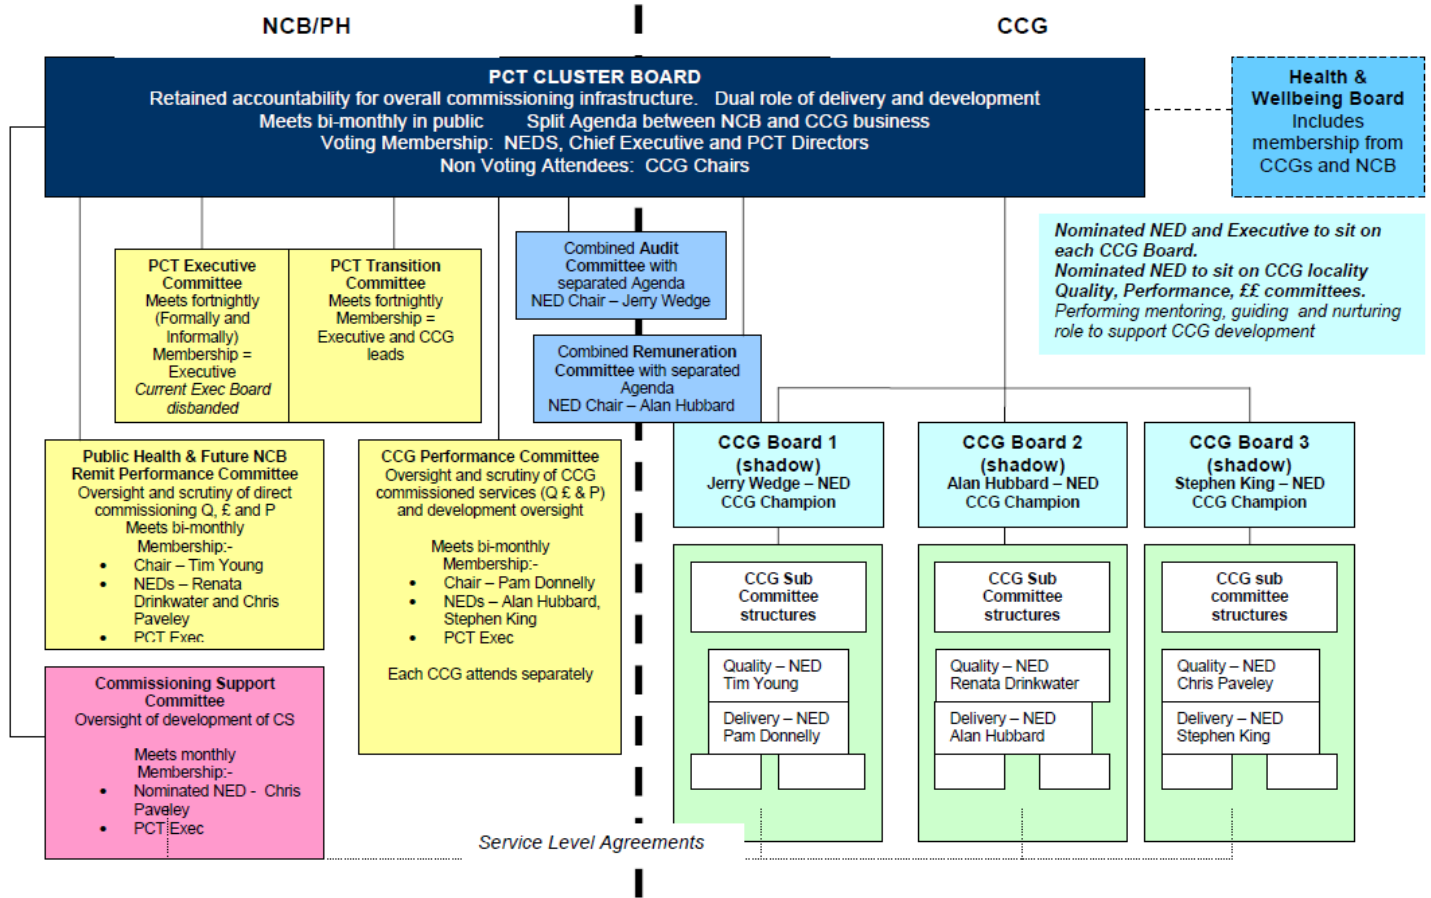 NCB/PH
CCG
PCT CLUSTER BOARD
Retained accountability for overall commissioning infrastructure. Dual role of delivery and development
Meets bi-monthly in public Split Agenda between NCB and CCG business
Voting Membership: NEDS, Chief Executive and PCT Directors
Non Voting Attendees: CCG Chairs
Health &
Wellbeing Board
Includes
membership from
CCGs and NCB
Nominated NED and Executive to sit on
each CCG Board.
Nominated NED to sit on CCG locality
Quality, Performance, ££ committees.
Performing mentoring, guiding and nurturing
role to support CCG development
PCT Executive
Committee
Meets fortnightly
(Formally and
Informally)
Membership =
Executive
Current Exec Board
disbanded
PCT Transition
Committee
Meets fortnightly
Membership =
Executive and CCG
leads
Combined Audit
Committee with
separated Agenda
NED Chair – Jerry Wedge
Combined Remuneration
Committee with separated
Agenda
NED Chair – Alan Hubbard
Public Health & Future NCB
Remit Performance Committee
Oversight and scrutiny of direct
commissioning Q, £ and P
Meets bi-monthly
Membership:-
• Chair – Tim Young
• NEDs – Renata
Drinkwater and Chris
Paveley
• PCT Exec
CCG Performance Committee
Oversight and scrutiny of CCG
commissioned services (Q £ & P)
and development oversight
Meets bi-monthly
Membership:-
• Chair – Pam Donnelly
• NEDs – Alan Hubbard,
Stephen King
• PCT Exec
Each CCG attends separately
Commissioning Support
Committee
Oversight of development of CS
Meets monthly
Membership:-
• Nominated NED - Chris
Paveley
• PCT Exec
CCG Board 1
(shadow)
Jerry Wedge – NED
CCG Champion
CCG Board 2
(shadow)
Alan Hubbard – NED
CCG Champion
CCG Board 3
(shadow)
Stephen King – NED
CCG Champion
CCG Sub
Committee
structures
Quality – NED
Tim Young
Delivery – NED
Pam Donnelly
CCG Sub
Committee
structures
Quality – NED
Renata Drinkwater
Delivery – NED
Alan Hubbard
CCG sub
committee
structures
Quality – NED
Chris Paveley
Delivery – NED
Stephen King
Service Level Agreements